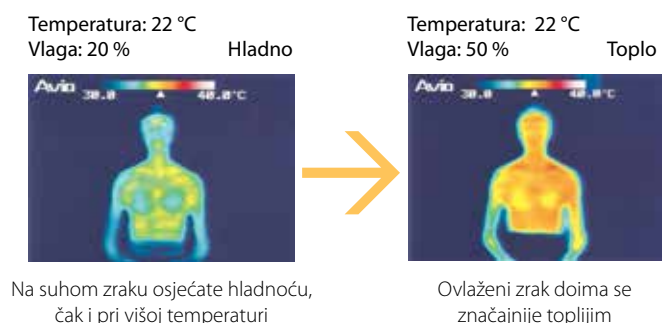 Temperatura: 22 °C
Vlaga: 20 % Hladno
Avio
30.0 40.0°C
Na suhom zraku osjećate hladnoću,
čak i pri višoj temperaturi
Temperatura: 22 °C
Vlaga: 50 % Toplo
Avio
30.0 40.0°C
Ovlaženi zrak doima se
značajnije toplijim